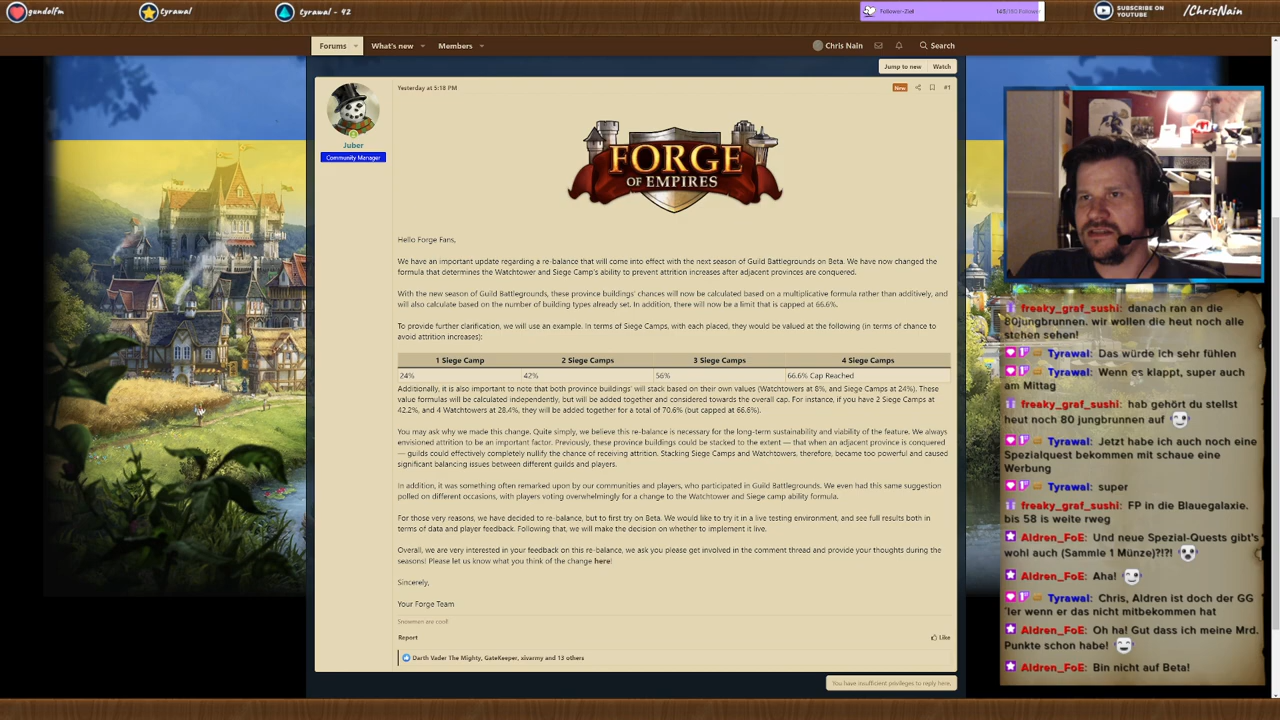 gundolfm
tyrawal
tyrawal - 42
Follower-Ziel
SUBSCRIBE ON
YOUTUBE
/ChrisNain
Forums
What's new
Members
Chris Nain
Search
Jump to new
Watch
Yesterday at 5:18 PM
New
#1
Juber
Community Manager
FORGE
OF EMPIRES
Hello Forge Fans,
We have an important update regarding a re-balance that will come into effect with the next season of Guild Battlegrounds on Beta. We have now changed the
formula that determines the Watchtower and Siege Camp's ability to prevent attrition increases after adjacent provinces are conquered.
With the new season of Guild Battlegrounds, these province buildings' chances will now be calculated based on a multiplicative formula rather than additively, and
will also calculate based on the number of building types already set. In addition, there will now be a limit that is capped at 66.6%.
To provide further clarification, we will use an example. In terms of Siege Camps, with each placed, they would be valued at the following (in terms of chance to
avoid attrition increases):
1 Siege Camp 2 Siege Camps 3 Siege Camps 4 Siege Camps
24% 42% 56% 66.6% Cap Reached
Additionally, it is also important to note that both province buildings' will stack based on their own values (Watchtowers at 8%, and Siege Camps at 24%). These
value formulas will be calculated independently, but will be added together and considered towards the overall cap. For instance, if you have 2 Siege Camps at
42.2%, and 4 Watchtowers at 28.4%, they will be added together for a total of 70.6% (but capped at 66.6%).
You may ask why we made this change. Quite simply, we believe this re-balance is necessary for the long-term sustainability and viability of the feature. We always
envisioned attrition to be an important factor. Previously, these province buildings could be stacked to the extent — that when an adjacent province is conquered
— guilds could effectively completely nullify the chance of receiving attrition. Stacking Siege Camps and Watchtowers, therefore, became too powerful and caused
significant balancing issues between different guilds and players.
In addition, it was something often remarked upon by our communities and players, who participated in Guild Battlegrounds. We even had this same suggestion
polled on different occasions, with players voting overwhelmingly for a change to the Watchtower and Siege camp ability formula.
For those very reasons, we have decided to re-balance, but to first try on Beta. We would like to try it in a live testing environment, and see full results both in
terms of data and player feedback. Following that, we will make the decision on whether to implement it live.
Overall, we are very interested in your feedback on this re-balance, we ask you please get involved in the comment thread and provide your thoughts during the
seasons! Please let us know what you think of the change here!
Sincerely,
Your Forge Team
Snowmen are cool!
Report
Like
Darth Vader The Mighty, GateKeeper, xivarmy and 13 others
You have insufficient privileges to reply here.
freaky_graf_sushi: danach ran an die
80jungbrunnen. wir wollen die heut noch alle
stehen sehen!
Tyrawal: Das würde ich sehr fühlen
Tyrawal: Wenn es klappt, super auch
am Mittag
freaky_graf_sushi: hab gehört du stellst
heut noch 80 jungbrunnen auf
Tyrawal: Jetzt habe ich auch noch eine
Spezialquest bekommen mit schaue eine
Werbung
Tyrawal: super
freaky_graf_sushi: FP in die Blauegalaxie.
bis 58 is weite rweg
Aldren_FoE: Und neue Spezial-Quests gibt's
wohl auch (Sammle 1 Münze)?!?!
Aldren_FoE: Aha!
Tyrawal: Chris, Aldren ist doch der GG
'ler wenn er das nicht mitbekommen hat
Aldren_FoE: Oh ha! Gut dass ich meine Mrd.
Punkte schon habe!
Aldren_FoE: Bin nicht auf Beta!